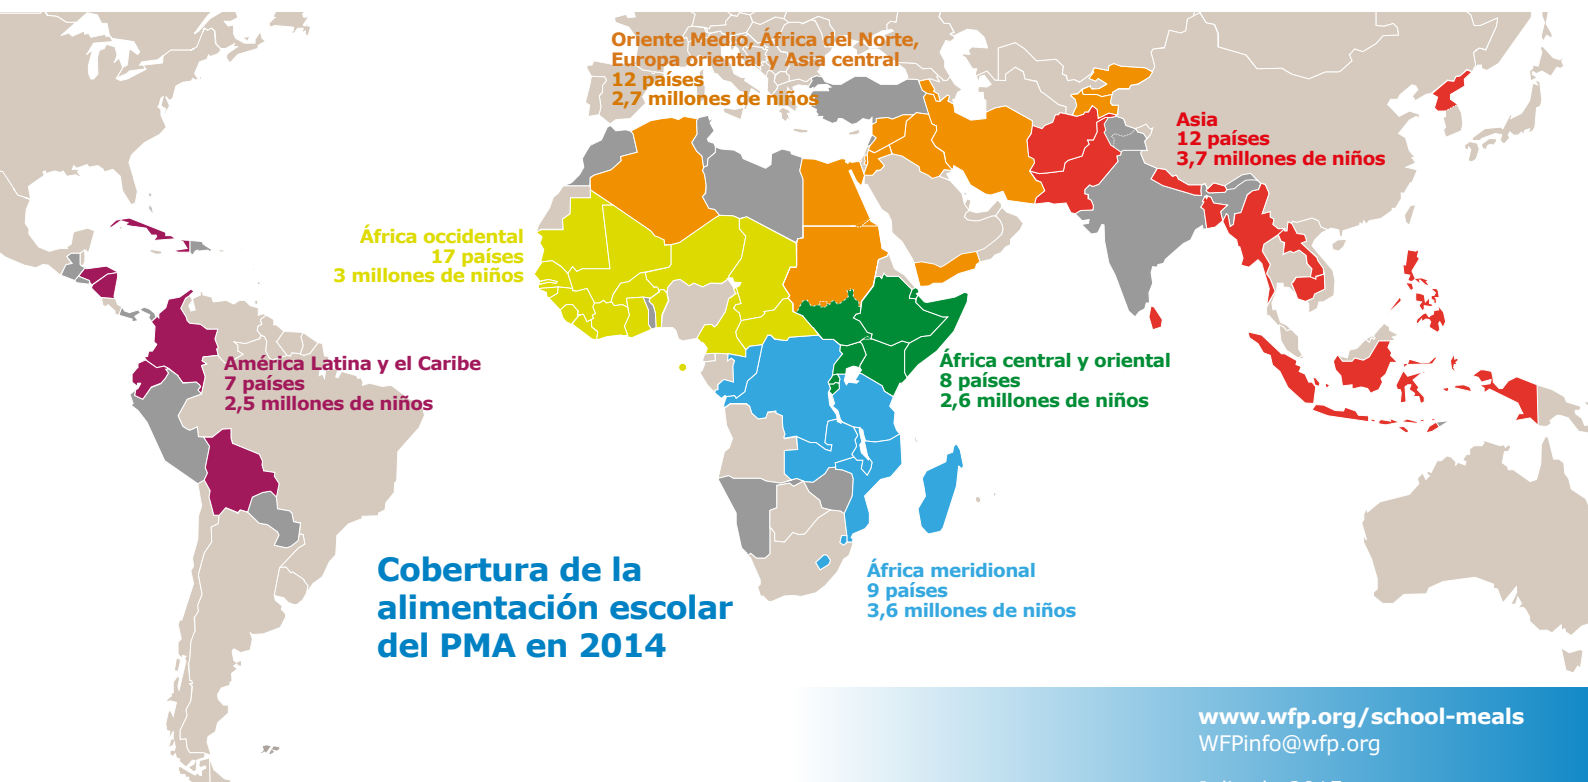 Oriente Medio, África del Norte,
Europa oriental y Asia central
12 países
2,7 millones de niños
Asia
12 países
3,7 millones de niños
África occidental
17 países
3 millones de niños
América Latina y el Caribe
7 países
2,5 millones de niños
África central y oriental
8 países
2,6 millones de niños
África meridional
9 países
3,6 millones de niños
Cobertura de la
alimentación escolar
del PMA en 2014
www.wfp.org/school-meals
WFPinfo@wfp.org